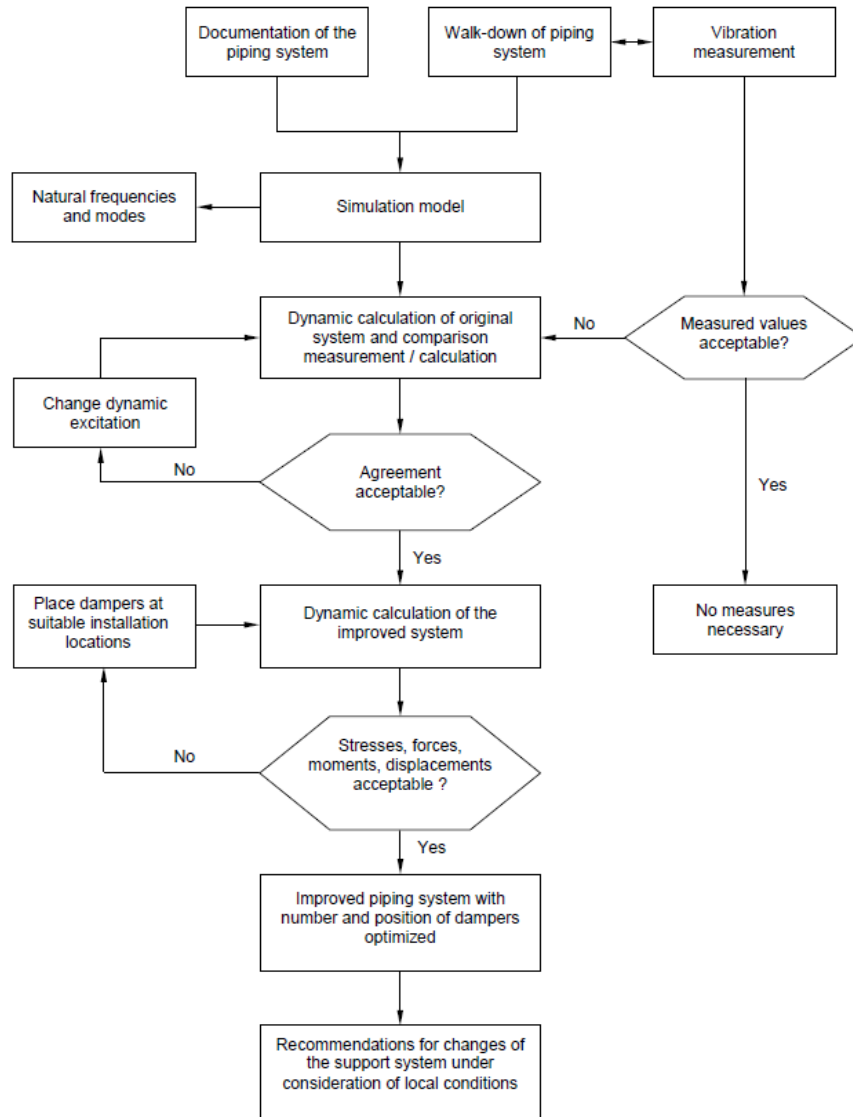 Documentation of the
piping system
Walk-down of piping
system
Vibration
measurement
Natural frequencies
and modes
Simulation model
Dynamic calculation of original
system and comparison
measurement / calculation
No
Measured values
acceptable?
Change dynamic
excitation
No
Agreement
acceptable?
Yes
Yes
Place dampers at
suitable installation
locations
Dynamic calculation of the
improved system
No measures
necessary
No
Stresses, forces,
moments, displacements
acceptable ?
Yes
Improved piping system with
number and position of dampers
optimized
Recommendations for changes of
the support system under
consideration of local conditions